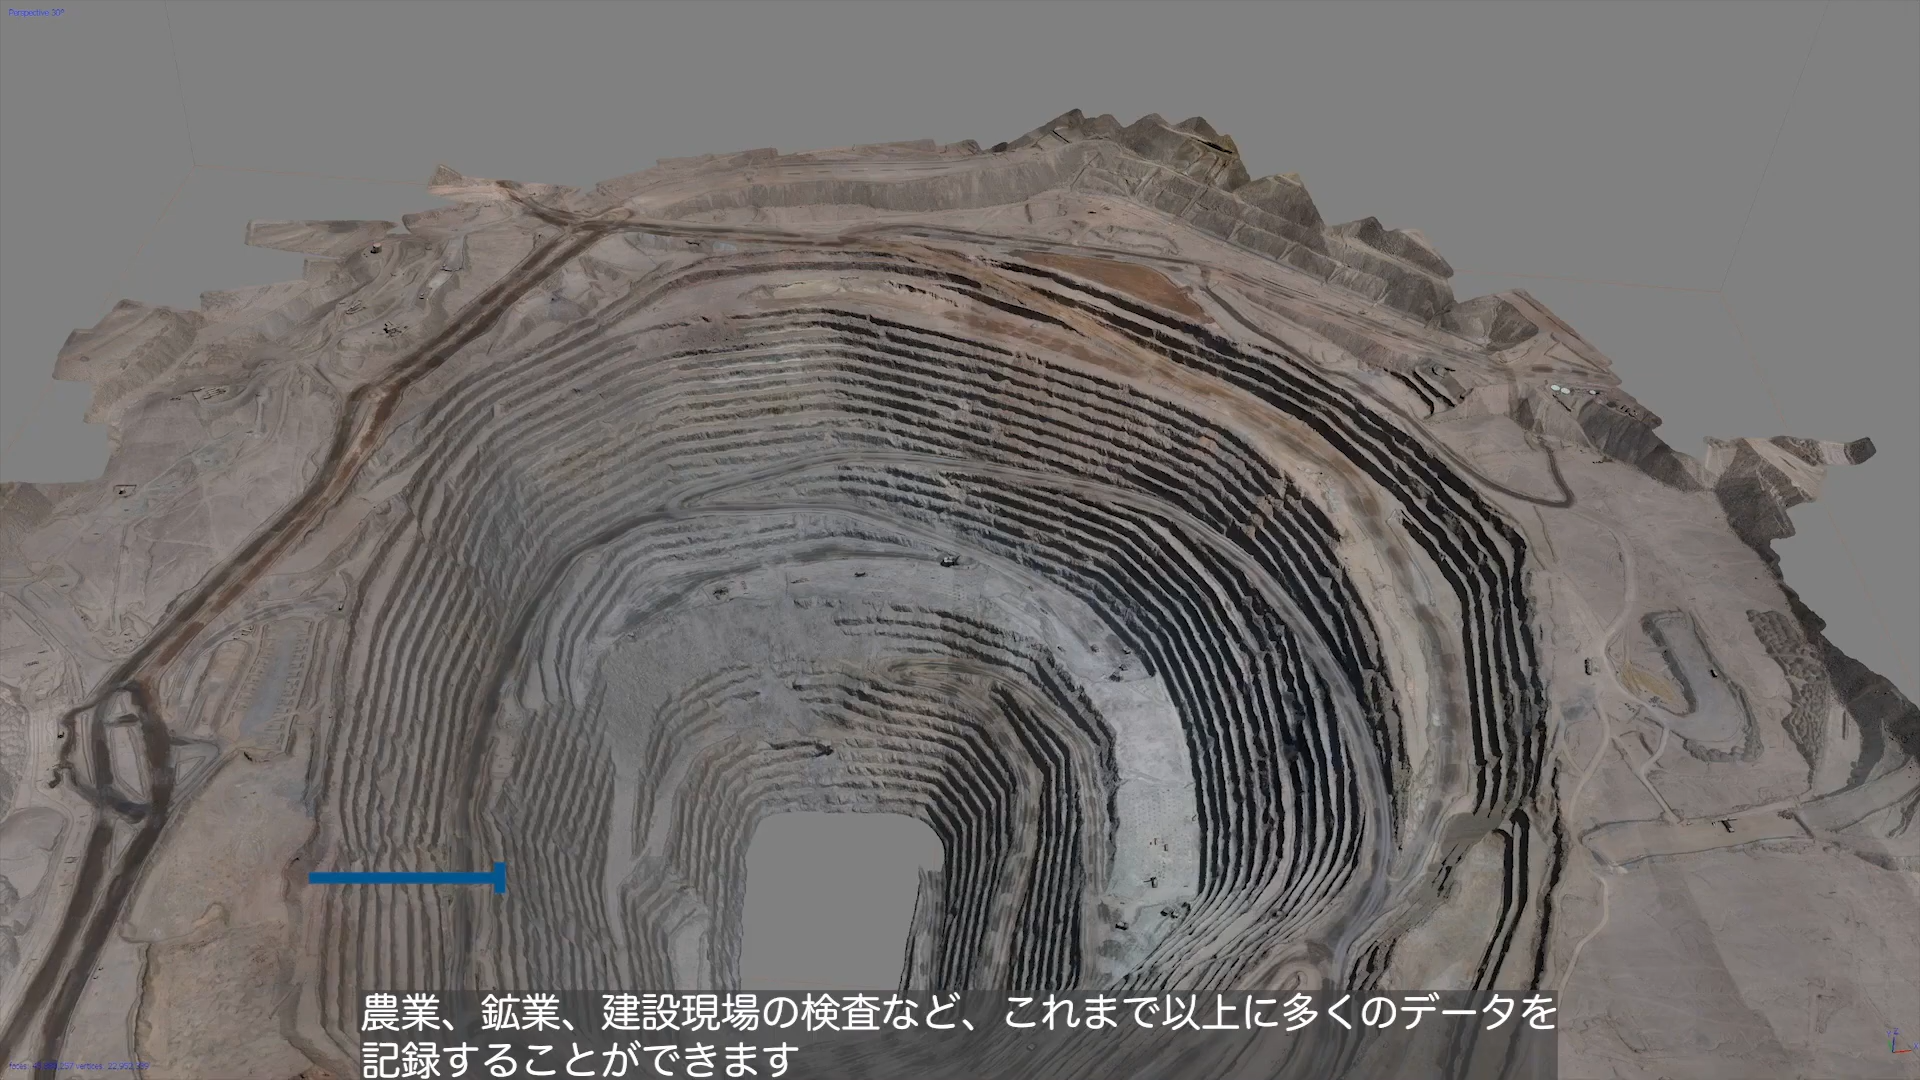 Perspective 30°
農業、鉱業、建設現場の検査など、これまで以上に多くのデータを
記録することができます